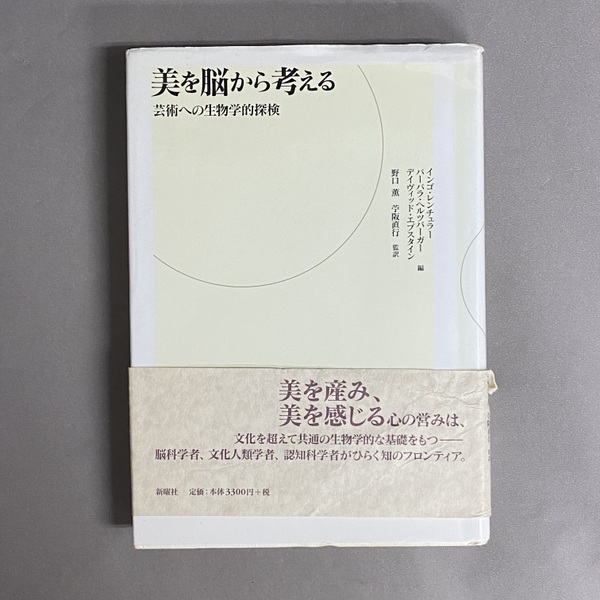 美を脳から考える
芸術への生物学的探検
インゴ・レンチュラー
バーバラ・ヘルツバーガー
デイヴィッド・エプスタイン
編
野口 薫 苧阪直行 監訳
美を産み、
美を感じる心の営みは、
文化を超えて共通の生物学的な基礎をもつ——
脳科学者、文化人類学者、認知科学者がひらく知のフロンティア。
新曜社 定価:本体3300円+税